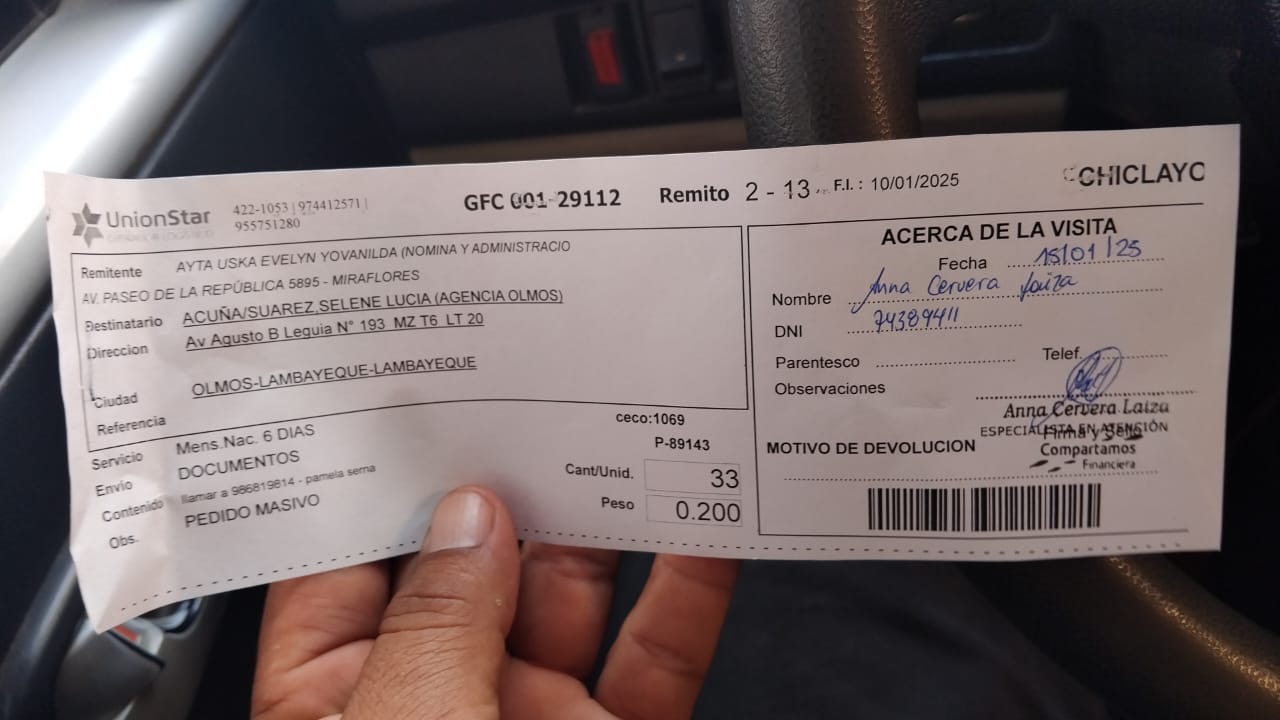 UnionStar
422-1053 | 974412571 |
955751280
GFC 001-29112
Remito 2 - 13
F.I. : 10/01/2025
CHICLAYO
Remitente AYTA USKA EVELYN YOVANILDA (NOMINA Y ADMINISTRACIO
AV. PASEO DE LA REPÚBLICA 5895 - MIRAFLORES
Destinatario ACUÑA/SUAREZ,SELENE LUCIA (AGENCIA OLMOS)
Direccion Av Agusto B Leguia N° 193 MZ T6 LT 20
Ciudad OLMOS-LAMBAYEQUE-LAMBAYEQUE
Referencia
Servicio Mens.Nac. 6 DIAS
Envio DOCUMENTOS
Contenido llamar a 986819814 - pamela serna
Obs. PEDIDO MASIVO
ceco:1069
P-89143
Cant/Unid. 33
Peso 0.200
ACERCA DE LA VISITA
Fecha 15/01/25
Nombre Anna Cervera Laiza
DNI 74389411
Parentesco
Telef.
Observaciones
Anna Cervera Laiza
ESPECIALISTA EN ATENCIÓN
Firma y Sello
MOTIVO DE DEVOLUCION
Compartamos
Financiera